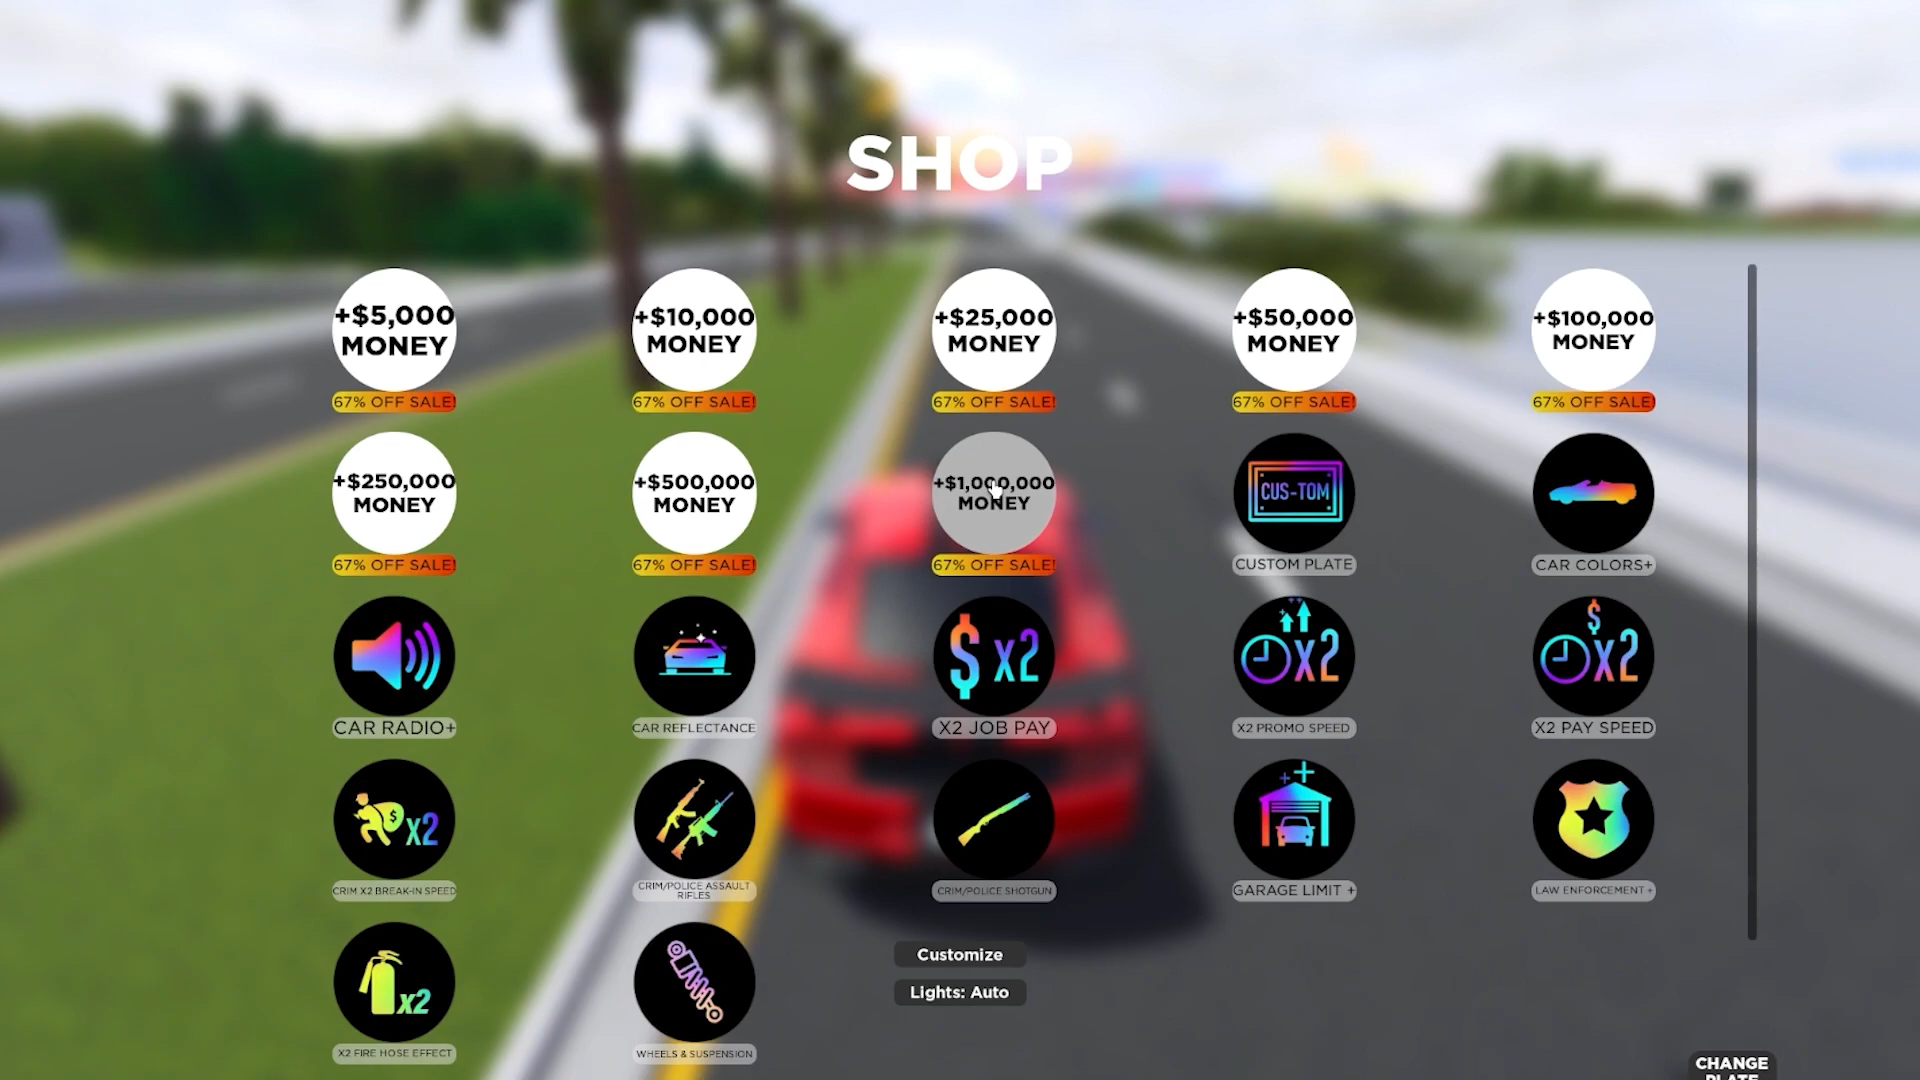 SHOP
+$5,000
MONEY
67% OFF SALE!
+$10,000
MONEY
67% OFF SALE!
+$25,000
MONEY
67% OFF SALE!
+$50,000
MONEY
67% OFF SALE!
+$100,000
MONEY
67% OFF SALE!
+$250,000
MONEY
67% OFF SALE!
+$500,000
MONEY
67% OFF SALE!
+$1,000,000
MONEY
67% OFF SALE!
CUS-TOM
CUSTOM PLATE
CAR COLORS+
CAR RADIO+
CAR REFLECTANCE
$ x2
X2 JOB PAY
x2
X2 PROMO SPEED
$
x2
X2 PAY SPEED
$
x2
CRIM X2 BREAK-IN SPEED
CRIM/POLICE ASSAULT
RIFLES
CRIM/POLICE SHOTGUN
GARAGE LIMIT +
LAW ENFORCEMENT +
x2
X2 FIRE HOSE EFFECT
WHEELS & SUSPENSION
Customize
Lights: Auto
CHANGE
PLATE